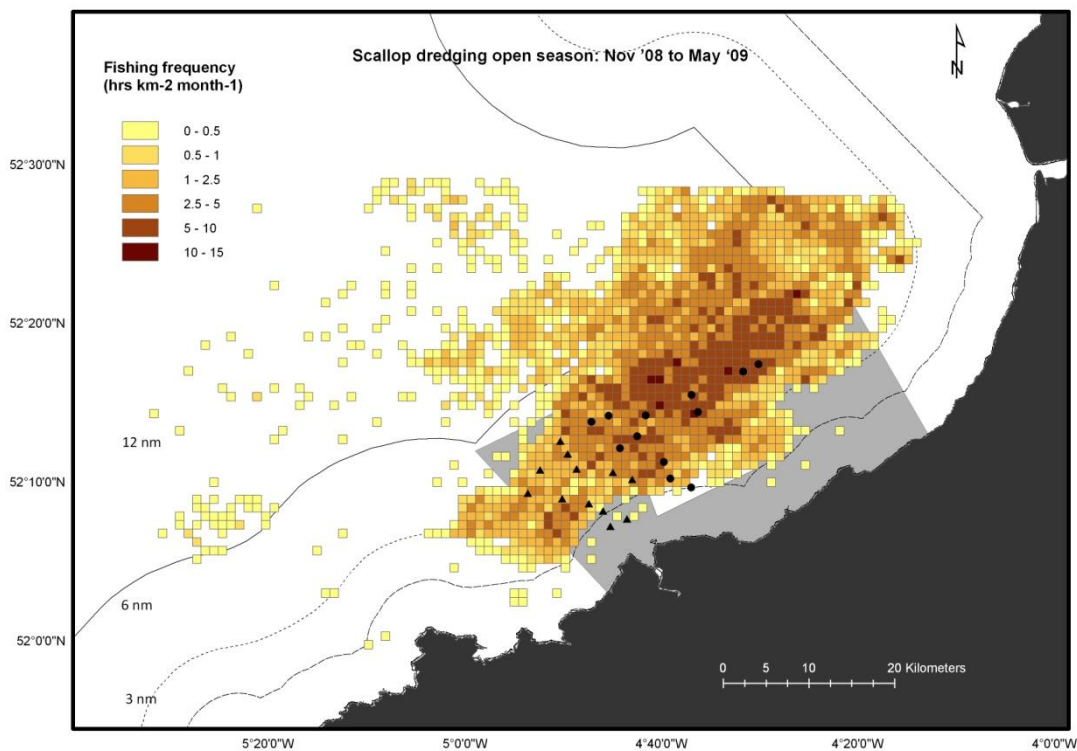 Scallop dredging open season: Nov '08 to May '09
N
Fishing frequency
(hrs km-2 month-1)
0 - 0.5
0.5 - 1
1 - 2.5
2.5 - 5
5 - 10
10 - 15
52°30'0"N
52°20'0"N
12 nm
52°10'0"N
6 nm
52°0'0"N
0 5 10 20 Kilometers
3 nm
5°20'0"W 5°0'0"W 4°40'0"W 4°20'0"W 4°0'0"W